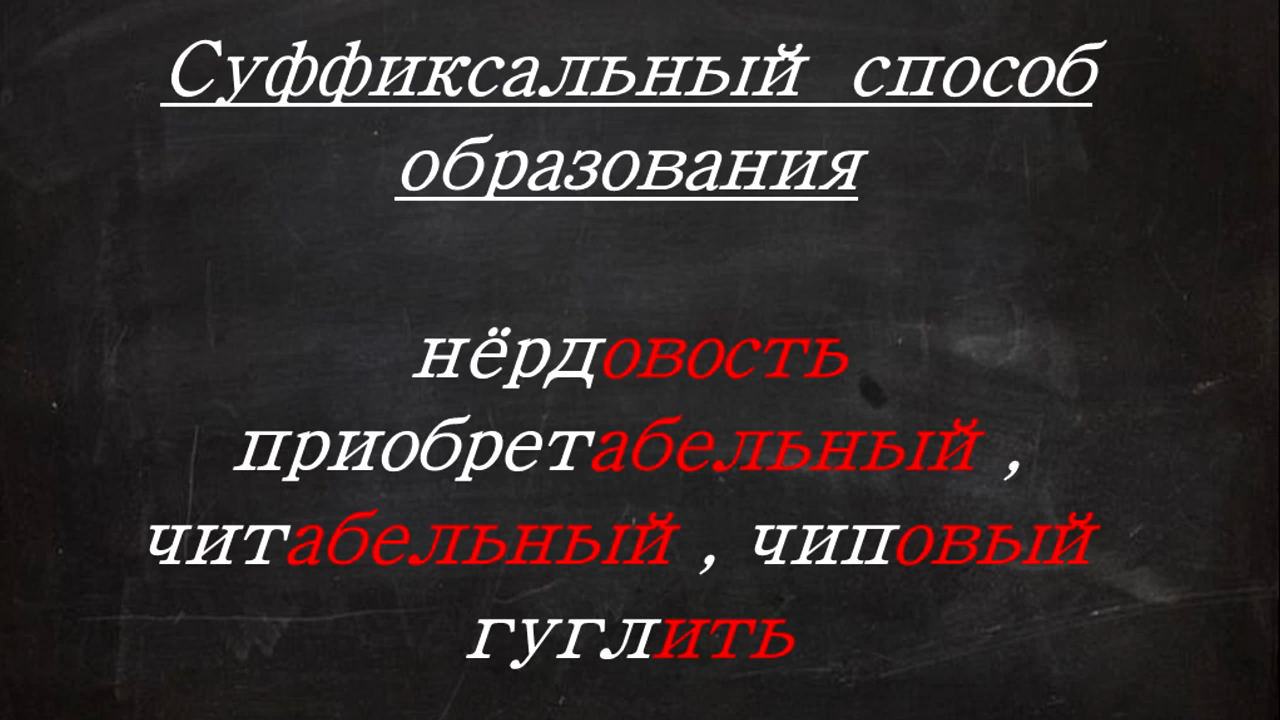 Суффиксальный способ
образования
нёрдовость
приобретабельный ,
читабельный , чиповый
гуглить